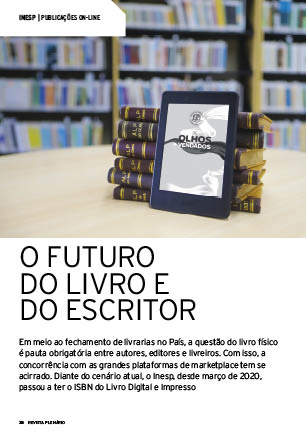 INESP | PUBLICAÇÕES ON-LINE
OLHOS
VENDADOS
O FUTURO
DO LIVRO E
DO ESCRITOR
Em meio ao fechamento de livrarias no País, a questão do livro físico
é pauta obrigatória entre autores, editores e livreiros. Com isso, a
concorrência com as grandes plataformas de marketplace tem se
acirrado. Diante do cenário atual, o Inesp, desde março de 2020,
passou a ter o ISBN do Livro Digital e Impresso
28 REVISTA PLENÁRIO